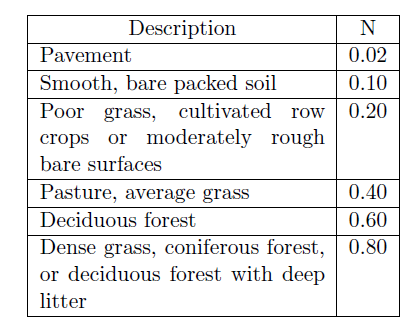 Description N
Pavement 0.02
Smooth, bare packed soil 0.10
Poor grass, cultivated row 0.20
crops or moderately rough
bare surfaces
Pasture, average grass 0.40
Deciduous forest 0.60
Dense grass, coniferous forest, 0.80
or deciduous forest with deep
litter